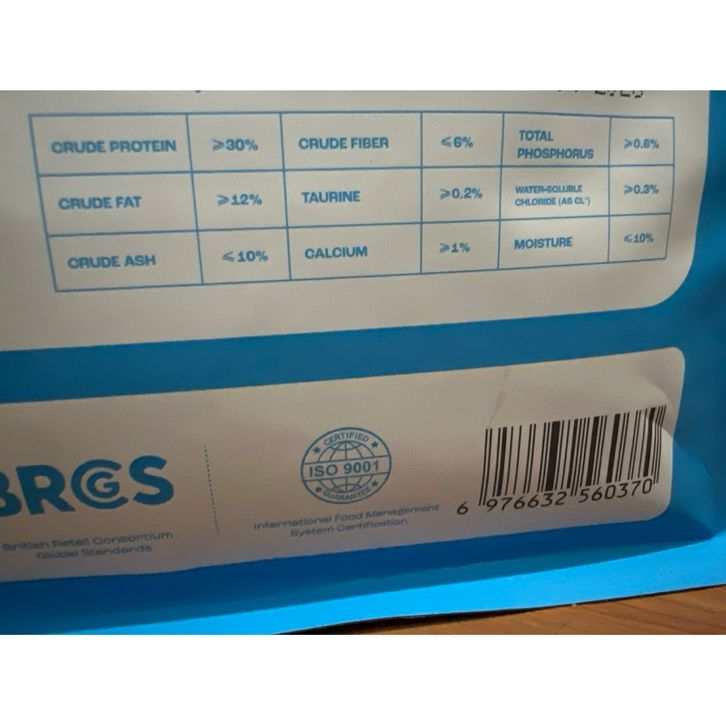 CRUDE PROTEIN ≥30% CRUDE FIBER ≤6% TOTAL PHOSPHORUS ≥0.8%
CRUDE FAT ≥12% TAURINE ≥0.2% WATER-SOLUBLE CHLORIDE (AS CL⁻) ≥0.3%
CRUDE ASH ≤10% CALCIUM ≥1% MOISTURE ≤10%
BRCGS
British Retail Consortium
Global Standards
CERTIFIED
ISO 9001
GUARANTEE
International Food Management
System Certification
6 976632 560370